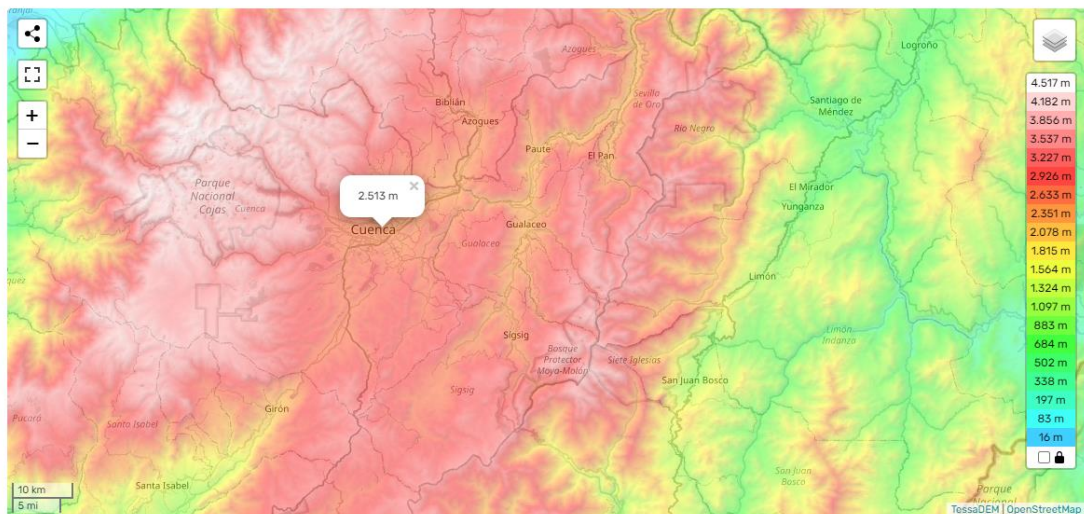 Logroño
Azogues
Sevilla
de Oro
Santiago de
Méndez
Biblián
Azogues
Río Negro
Paute
El Pan
Parque
Nacional
Cajas
Cuenca
2.513 m
El Mirador
Yunganza
Cuenca
Gualaceo
Gualaceo
Limón
Sigsig
Limón
Indanza
Bosque
Protector
Moya-Molón
Siete Iglesias
San Juan Bosco
Sigsig
Girón
Pucará
Santa Isabel
Santa Isabel
San Juan
Bosco
Parque
Nacional
+
−
10 km
5 mi
4.517 m
4.182 m
3.856 m
3.537 m
3.227 m
2.926 m
2.633 m
2.351 m
2.078 m
1.815 m
1.564 m
1.324 m
1.097 m
883 m
684 m
502 m
338 m
197 m
83 m
16 m
TessaDEM | OpenStreetMap